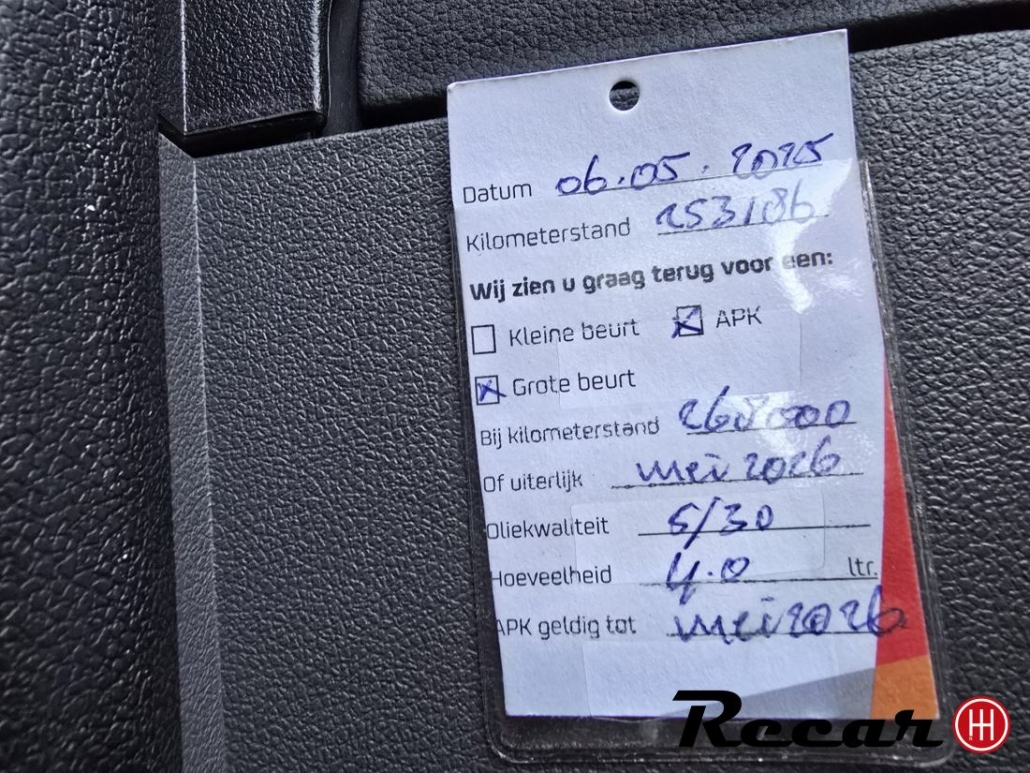 Datum 06.05.2025
Kilometerstand 253186
Wij zien u graag terug voor een:
Kleine beurt APK
Grote beurt
Bij kilometerstand 268000
Of uiterlijk mei 2026
Oliekwaliteit 5/30
Hoeveelheid 4.0 ltr.
APK geldig tot mei 2026
Recar